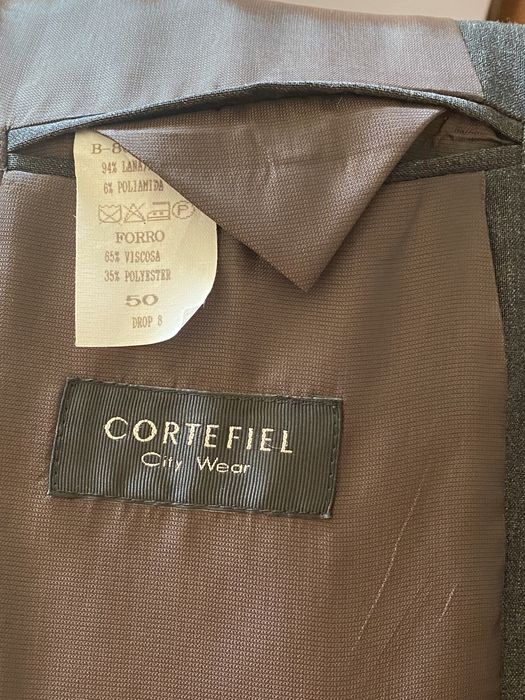 94% LANA
6% POLIAMIDA
FORRO
65% VISCOSA
35% POLYESTER
50
DROP 8
CORTEFIEL
City Wear